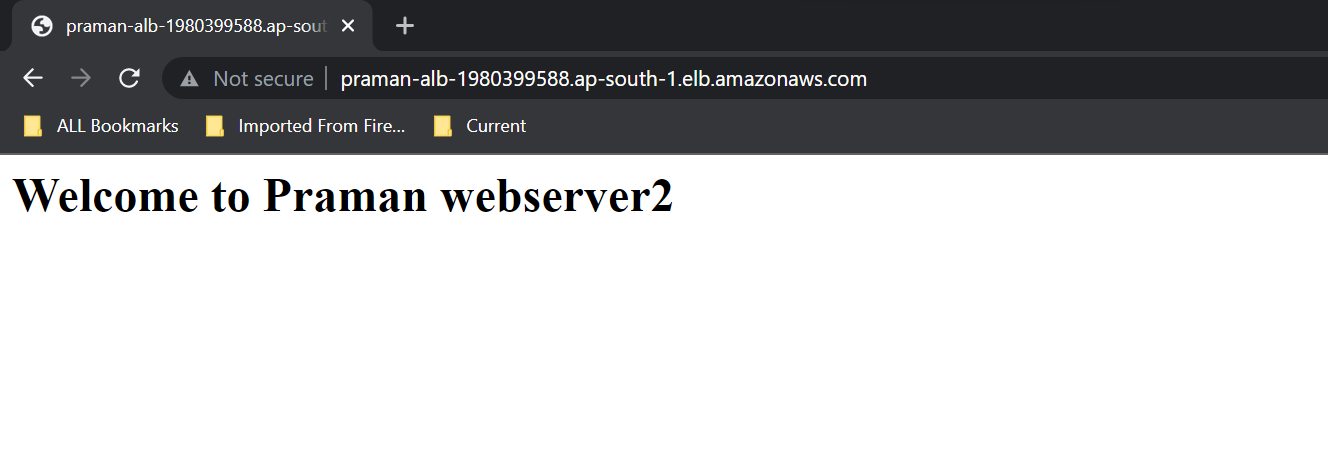 praman-alb-1980399588.ap-sout
Not secure praman-alb-1980399588.ap-south-1.elb.amazonaws.com
ALL Bookmarks Imported From Fire... Current
Welcome to Praman webserver2